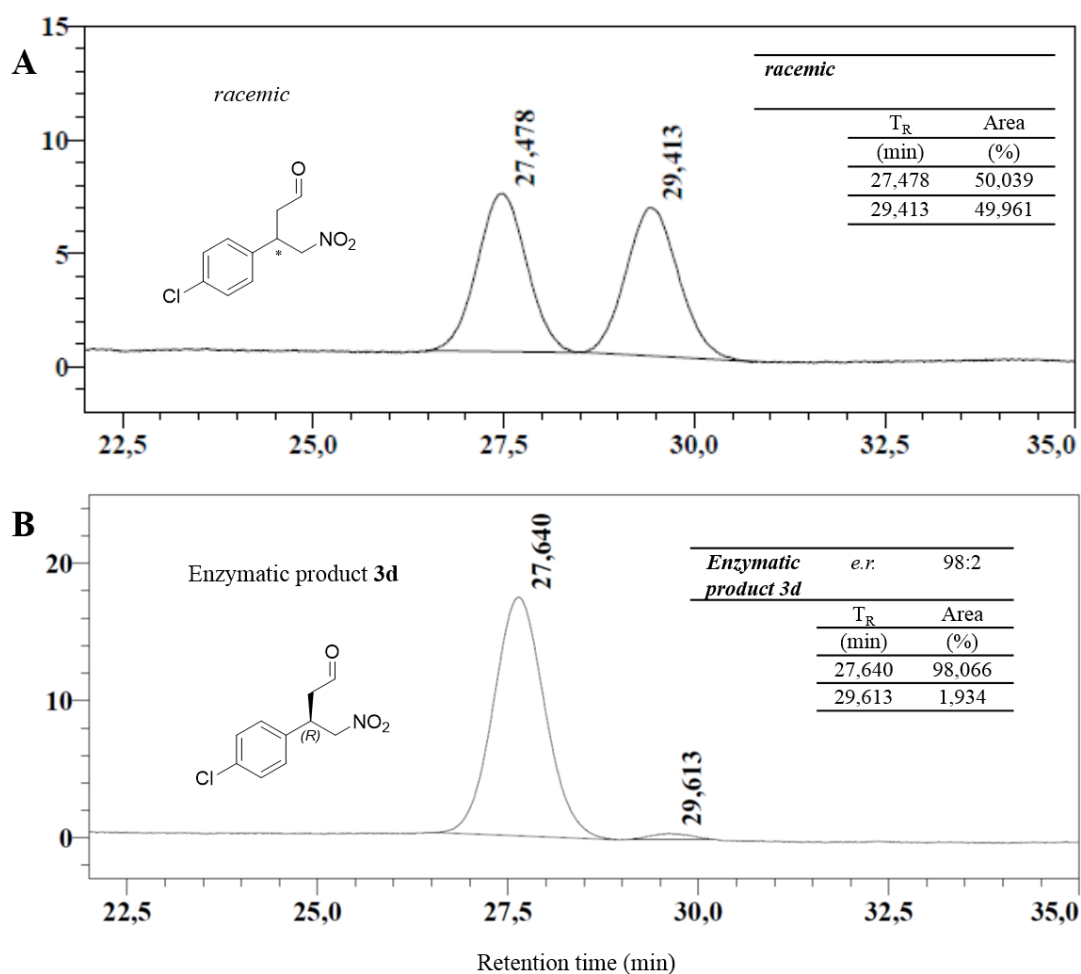 A
15
10
5
0
racemic
O
NO2
*
Cl
27,478
29,413
racemic
TR Area
(min) (%)
27,478 50,039
29,413 49,961
22,5 25,0 27,5 30,0 32,5 35,0
B
20
10
0
Enzymatic product 3d
O
NO2
(R)
Cl
27,640
29,613
Enzymatic e.r. 98:2
product 3d
TR Area
(min) (%)
27,640 98,066
29,613 1,934
22,5 25,0 27,5 30,0 32,5 35,0
Retention time (min)